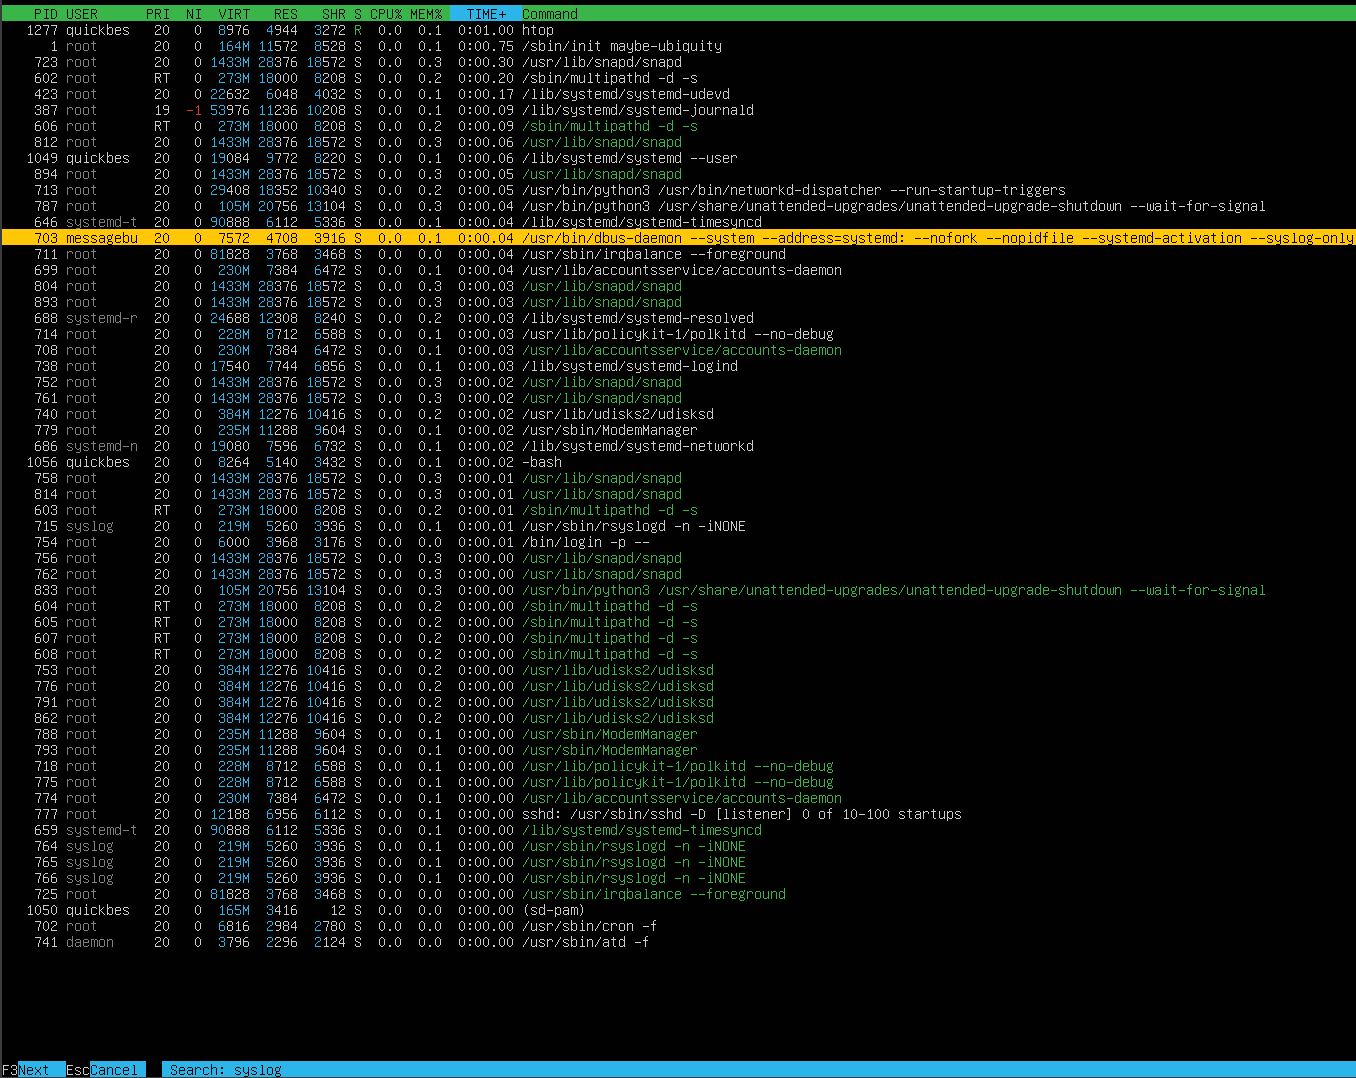 PID USER PRI NI VIRT RES SHR S CPU% MEM% TIME+ Command
1277 quickbes 20 0 8976 4944 3272 R 0.0 0.1 0:01.00 htop
1 root 20 0 164M 11572 8528 S 0.0 0.1 0:00.75 /sbin/init maybe-ubiquity
723 root 20 0 1433M 28376 18572 S 0.0 0.3 0:00.30 /usr/lib/snapd/snapd
602 root RT 0 273M 18000 8208 S 0.0 0.2 0:00.20 /sbin/multipathd -d -s
423 root 20 0 22632 6048 4032 S 0.0 0.1 0:00.17 /lib/systemd/systemd-udevd
387 root 19 -1 53976 11236 10208 S 0.0 0.1 0:00.09 /lib/systemd/systemd-journald
606 root RT 0 273M 18000 8208 S 0.0 0.2 0:00.09 /sbin/multipathd -d -s
812 root 20 0 1433M 28376 18572 S 0.0 0.3 0:00.06 /usr/lib/snapd/snapd
1049 quickbes 20 0 19084 9772 8220 S 0.0 0.1 0:00.06 /lib/systemd/systemd --user
894 root 20 0 1433M 28376 18572 S 0.0 0.3 0:00.05 /usr/lib/snapd/snapd
713 root 20 0 29408 18352 10340 S 0.0 0.2 0:00.05 /usr/bin/python3 /usr/bin/networkd-dispatcher --run-startup-triggers
787 root 20 0 105M 20756 13104 S 0.0 0.3 0:00.04 /usr/bin/python3 /usr/share/unattended-upgrades/unattended-upgrade-shutdown --wait-for-signal
646 systemd-t 20 0 90888 6112 5336 S 0.0 0.1 0:00.04 /lib/systemd/systemd-timesyncd
703 messagebu 20 0 7572 4708 3916 S 0.0 0.1 0:00.04 /usr/bin/dbus-daemon --system --address=systemd: --nofork --nopidfile --systemd-activation --syslog-only
711 root 20 0 81828 3768 3468 S 0.0 0.0 0:00.04 /usr/sbin/irqbalance --foreground
699 root 20 0 230M 7384 6472 S 0.0 0.1 0:00.04 /usr/lib/accountsservice/accounts-daemon
804 root 20 0 1433M 28376 18572 S 0.0 0.3 0:00.03 /usr/lib/snapd/snapd
893 root 20 0 1433M 28376 18572 S 0.0 0.3 0:00.03 /usr/lib/snapd/snapd
688 systemd-r 20 0 24688 12308 8240 S 0.0 0.2 0:00.03 /lib/systemd/systemd-resolved
714 root 20 0 228M 8712 6588 S 0.0 0.1 0:00.03 /usr/lib/policykit-1/polkitd --no-debug
708 root 20 0 230M 7384 6472 S 0.0 0.1 0:00.03 /usr/lib/accountsservice/accounts-daemon
738 root 20 0 17540 7744 6856 S 0.0 0.1 0:00.03 /lib/systemd/systemd-logind
752 root 20 0 1433M 28376 18572 S 0.0 0.3 0:00.02 /usr/lib/snapd/snapd
761 root 20 0 1433M 28376 18572 S 0.0 0.3 0:00.02 /usr/lib/snapd/snapd
740 root 20 0 384M 12276 10416 S 0.0 0.2 0:00.02 /usr/lib/udisks2/udisksd
779 root 20 0 235M 11288 9604 S 0.0 0.1 0:00.02 /usr/sbin/ModemManager
686 systemd-n 20 0 19080 7596 6732 S 0.0 0.1 0:00.02 /lib/systemd/systemd-networkd
1056 quickbes 20 0 8264 5140 3432 S 0.0 0.1 0:00.02 -bash
758 root 20 0 1433M 28376 18572 S 0.0 0.3 0:00.01 /usr/lib/snapd/snapd
814 root 20 0 1433M 28376 18572 S 0.0 0.3 0:00.01 /usr/lib/snapd/snapd
603 root RT 0 273M 18000 8208 S 0.0 0.2 0:00.01 /sbin/multipathd -d -s
715 syslog 20 0 219M 5260 3936 S 0.0 0.1 0:00.01 /usr/sbin/rsyslogd -n -iNONE
754 root 20 0 6000 3968 3176 S 0.0 0.0 0:00.01 /bin/login -p --
756 root 20 0 1433M 28376 18572 S 0.0 0.3 0:00.00 /usr/lib/snapd/snapd
762 root 20 0 1433M 28376 18572 S 0.0 0.3 0:00.00 /usr/lib/snapd/snapd
833 root 20 0 105M 20756 13104 S 0.0 0.3 0:00.00 /usr/bin/python3 /usr/share/unattended-upgrades/unattended-upgrade-shutdown --wait-for-signal
604 root RT 0 273M 18000 8208 S 0.0 0.2 0:00.00 /sbin/multipathd -d -s
605 root RT 0 273M 18000 8208 S 0.0 0.2 0:00.00 /sbin/multipathd -d -s
607 root RT 0 273M 18000 8208 S 0.0 0.2 0:00.00 /sbin/multipathd -d -s
608 root RT 0 273M 18000 8208 S 0.0 0.2 0:00.00 /sbin/multipathd -d -s
753 root 20 0 384M 12276 10416 S 0.0 0.2 0:00.00 /usr/lib/udisks2/udisksd
776 root 20 0 384M 12276 10416 S 0.0 0.2 0:00.00 /usr/lib/udisks2/udisksd
791 root 20 0 384M 12276 10416 S 0.0 0.2 0:00.00 /usr/lib/udisks2/udisksd
862 root 20 0 384M 12276 10416 S 0.0 0.2 0:00.00 /usr/lib/udisks2/udisksd
788 root 20 0 235M 11288 9604 S 0.0 0.1 0:00.00 /usr/sbin/ModemManager
793 root 20 0 235M 11288 9604 S 0.0 0.1 0:00.00 /usr/sbin/ModemManager
718 root 20 0 228M 8712 6588 S 0.0 0.1 0:00.00 /usr/lib/policykit-1/polkitd --no-debug
775 root 20 0 228M 8712 6588 S 0.0 0.1 0:00.00 /usr/lib/policykit-1/polkitd --no-debug
774 root 20 0 230M 7384 6472 S 0.0 0.1 0:00.00 /usr/lib/accountsservice/accounts-daemon
777 root 20 0 12188 6956 6112 S 0.0 0.1 0:00.00 sshd: /usr/sbin/sshd -D [listener] 0 of 10-100 startups
659 systemd-t 20 0 90888 6112 5336 S 0.0 0.1 0:00.00 /lib/systemd/systemd-timesyncd
764 syslog 20 0 219M 5260 3936 S 0.0 0.1 0:00.00 /usr/sbin/rsyslogd -n -iNONE
765 syslog 20 0 219M 5260 3936 S 0.0 0.1 0:00.00 /usr/sbin/rsyslogd -n -iNONE
766 syslog 20 0 219M 5260 3936 S 0.0 0.1 0:00.00 /usr/sbin/rsyslogd -n -iNONE
725 root 20 0 81828 3768 3468 S 0.0 0.0 0:00.00 /usr/sbin/irqbalance --foreground
1050 quickbes 20 0 165M 3416 12 S 0.0 0.0 0:00.00 (sd-pam)
702 root 20 0 6816 2984 2780 S 0.0 0.0 0:00.00 /usr/sbin/cron -f
741 daemon 20 0 3796 2296 2124 S 0.0 0.0 0:00.00 /usr/sbin/atd -f
F3Next EscCancel Search: syslog